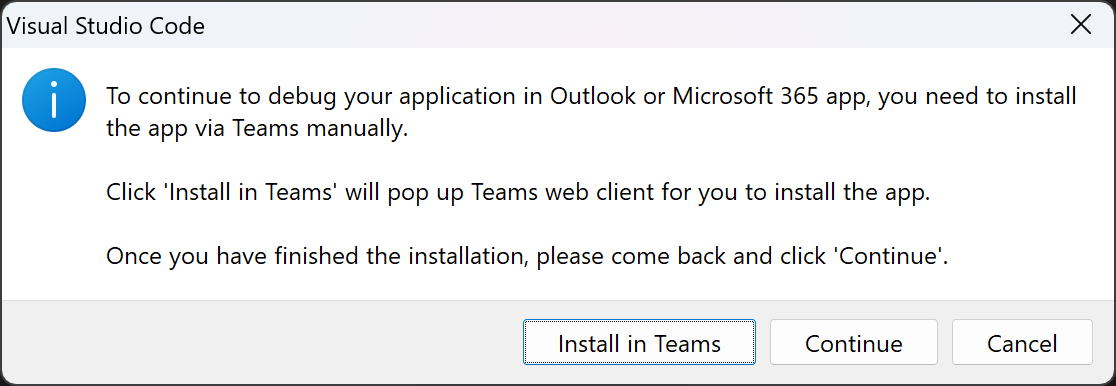 Visual Studio Code
To continue to debug your application in Outlook or Microsoft 365 app, you need to install
the app via Teams manually.
Click 'Install in Teams' will pop up Teams web client for you to install the app.
Once you have finished the installation, please come back and click 'Continue'.
Install in Teams
Continue
Cancel